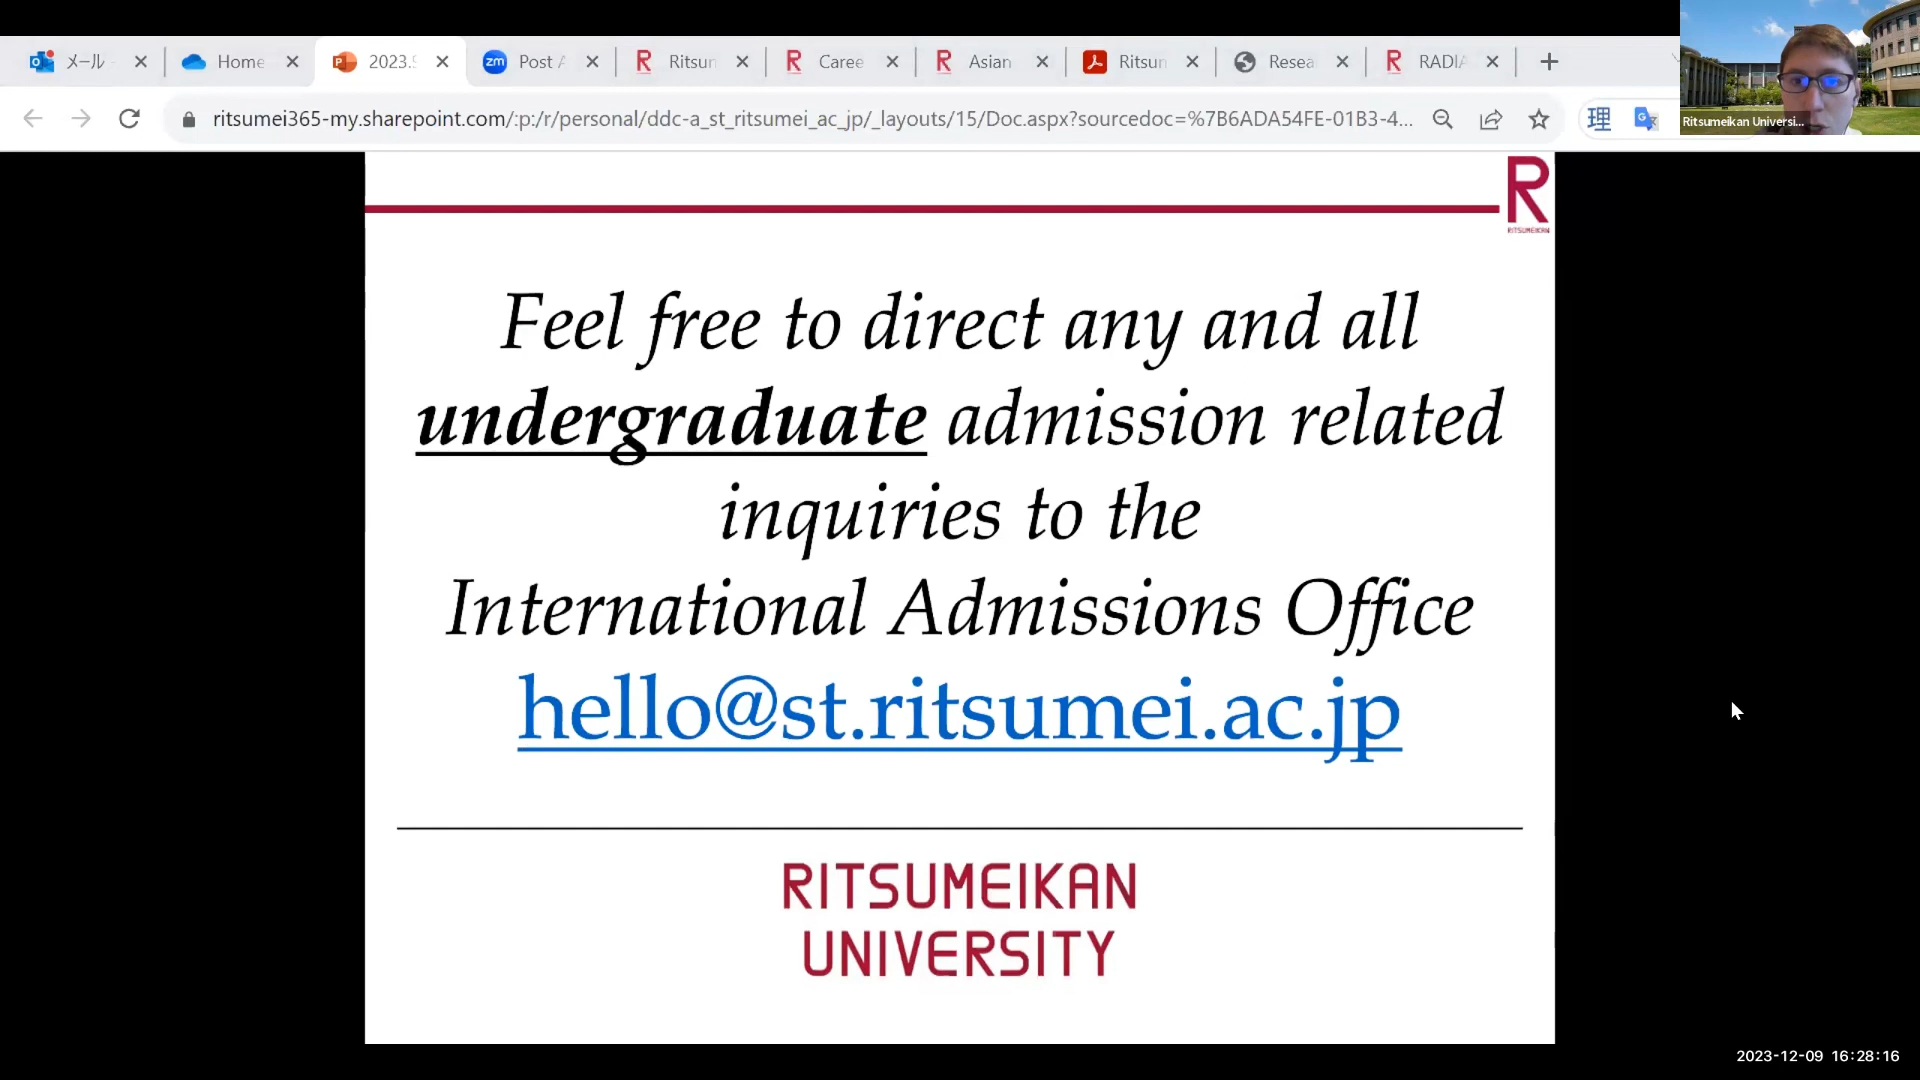 メール
Home
2023.
Post A
Ritsun
Caree
Asian
Ritsun
Resea
RADIA
ritsumei365-my.sharepoint.com/:p:/r/personal/ddc-a_st_ritsumei_ac_jp/_layouts/15/Doc.aspx?sourcedoc=%7B6ADA54FE-01B3-4...
理
Ritsumeikan Universi...
R
RITSUMEIKAN
Feel free to direct any and all
undergraduate admission related
inquiries to the
International Admissions Office
hello@st.ritsumei.ac.jp
RITSUMEIKAN
UNIVERSITY
2023-12-09 16:28:16